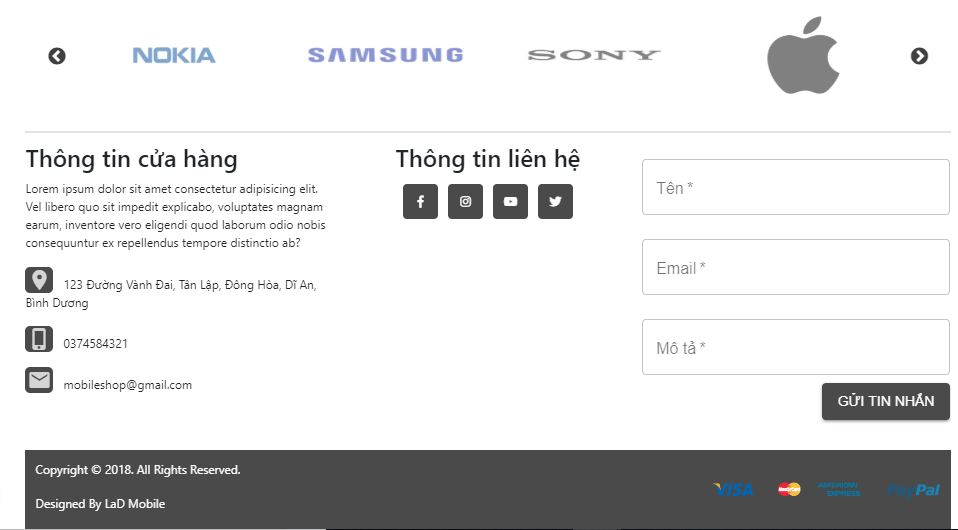 NOKIA
SAMSUNG
SONY
Thông tin cửa hàng
Lorem ipsum dolor sit amet consectetur adipisicing elit.
Vel libero quo sit impedit explicabo, voluptates magnam
earum, inventore vero eligendi quod laborum odio nobis
consequuntur ex repellendus tempore distinctio ab?
123 Đường Vành Đai, Tân Lập, Đông Hòa, Dĩ An,
Bình Dương
0374584321
mobileshop@gmail.com
Thông tin liên hệ
Tên *
Email *
Mô tả *
GỬI TIN NHẮN
Copyright © 2018. All Rights Reserved.
Designed By LaD Mobile
VISA
MasterCard
AMERICAN
EXPRESS
PayPal